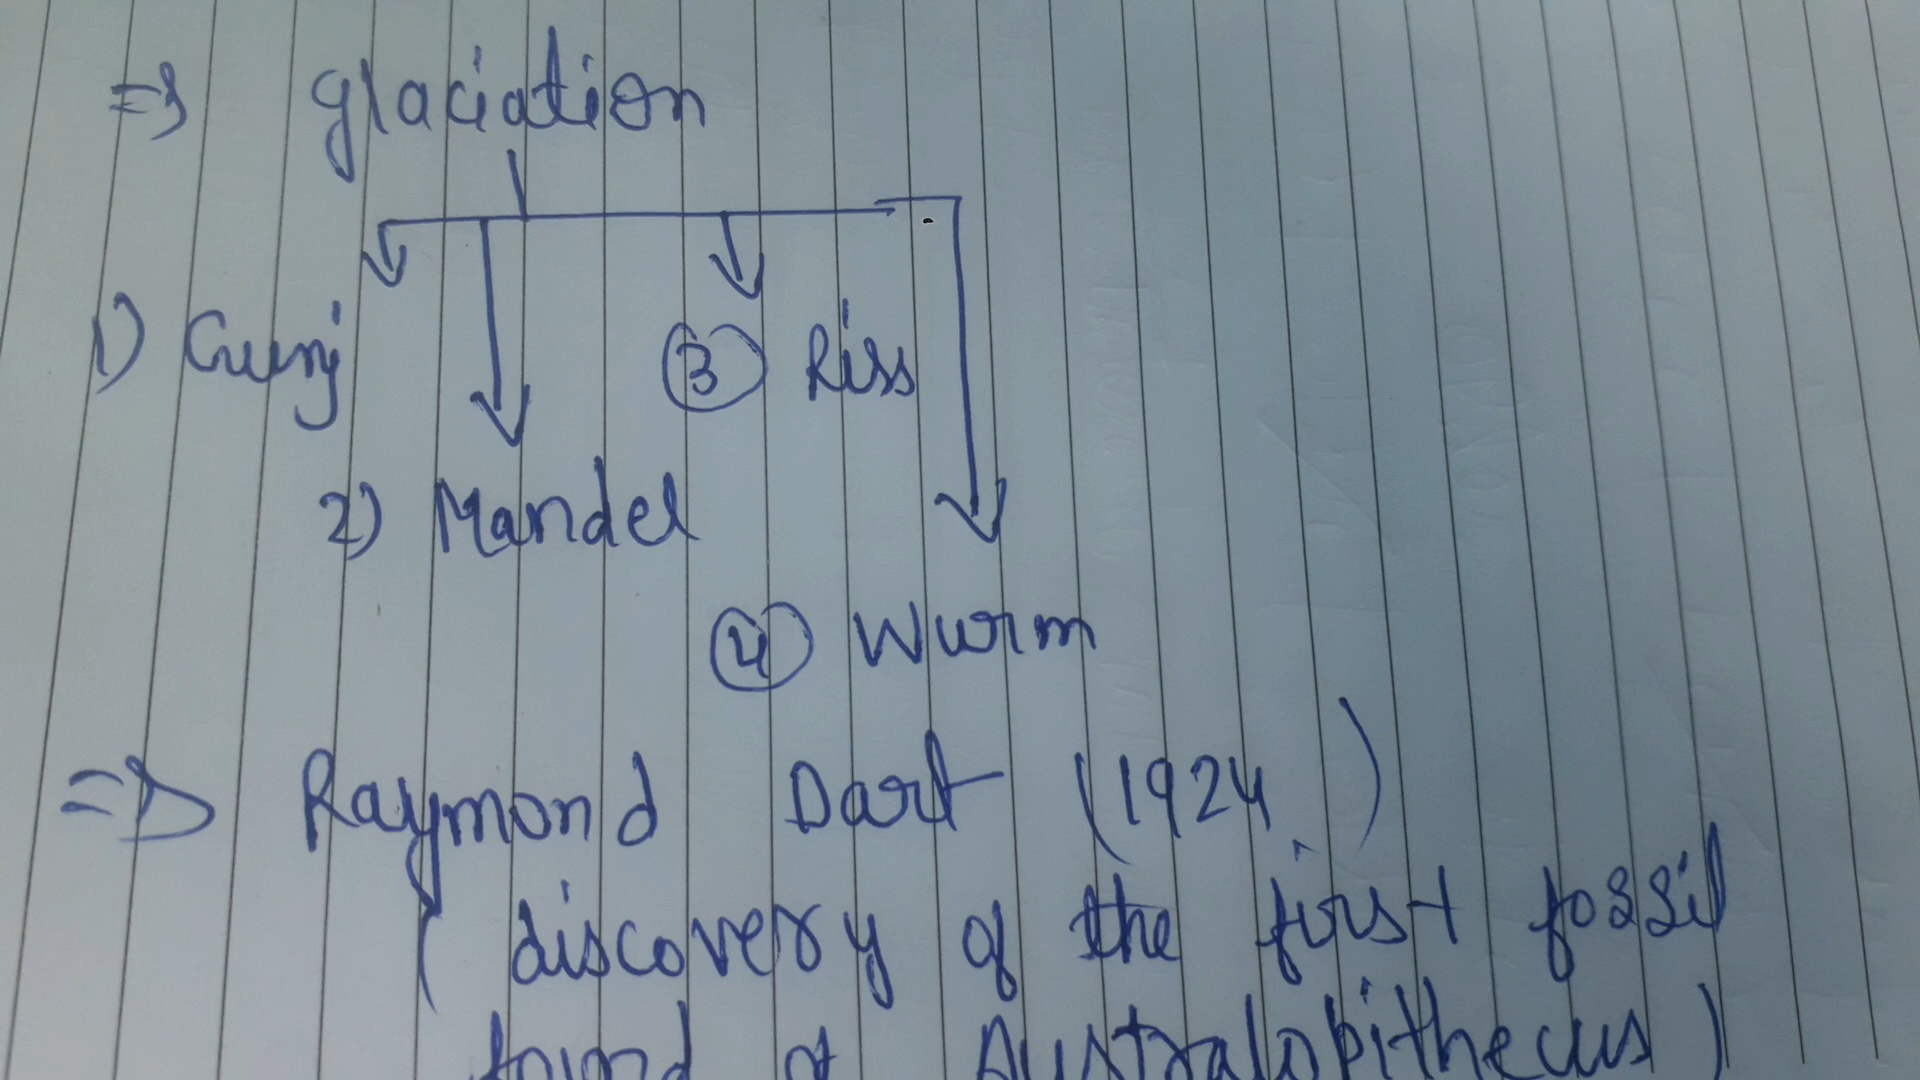 => glaciation
1) Gunj
③ Riss
2) Mandel
④ Wurm
=> Raymond Dart (1924)
(discovery of the first fossil
found of Australopithecus)